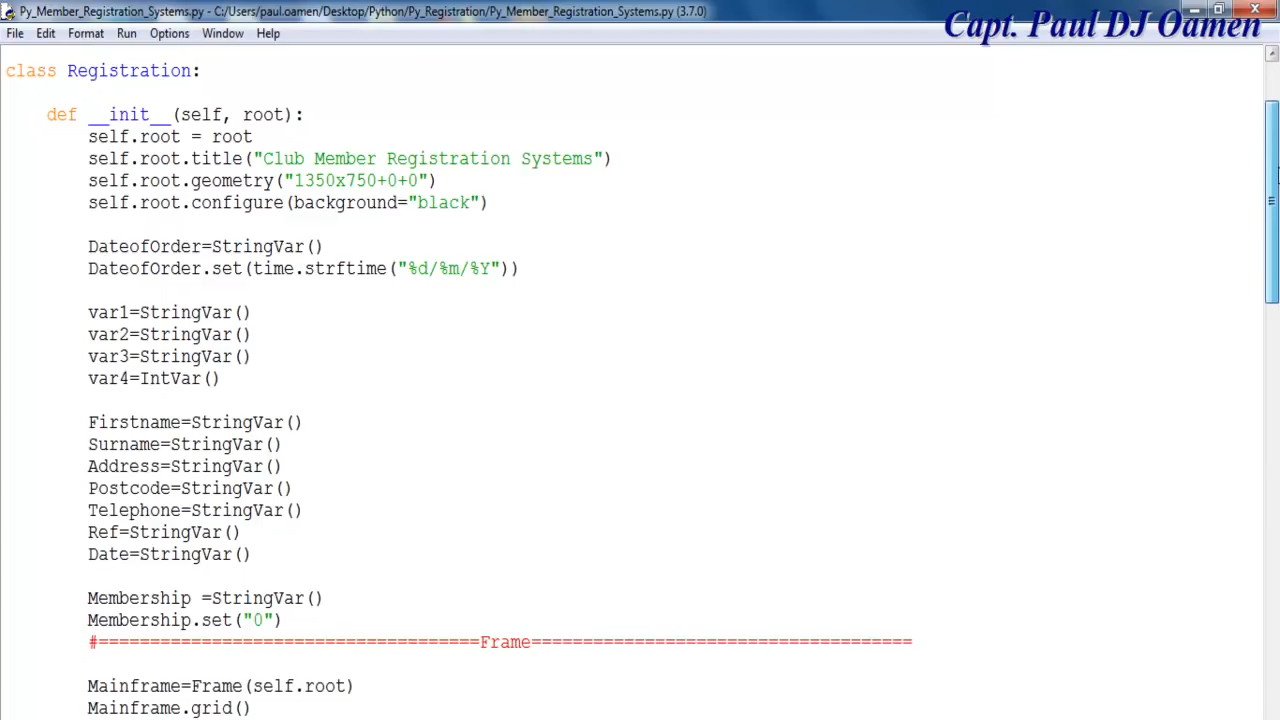 Py_Member_Registration_Systems.py - C:/Users/paul.oamen/Desktop/Python/Py_Registration/Py_Member_Registration_Systems.py (3.7.0)
Capt. Paul DJ Oamen
File Edit Format Run Options Window Help
class Registration:
    def __init__(self, root):
        self.root = root
        self.root.title("Club Member Registration Systems")
        self.root.geometry("1350x750+0+0")
        self.root.configure(background="black")
        DateofOrder=StringVar()
        DateofOrder.set(time.strftime("%d/%m/%Y"))
        var1=StringVar()
        var2=StringVar()
        var3=StringVar()
        var4=IntVar()
        Firstname=StringVar()
        Surname=StringVar()
        Address=StringVar()
        Postcode=StringVar()
        Telephone=StringVar()
        Ref=StringVar()
        Date=StringVar()
        Membership =StringVar()
        Membership.set("0")
        #=====================================Frame=====================================
        Mainframe=Frame(self.root)
        Mainframe.grid()